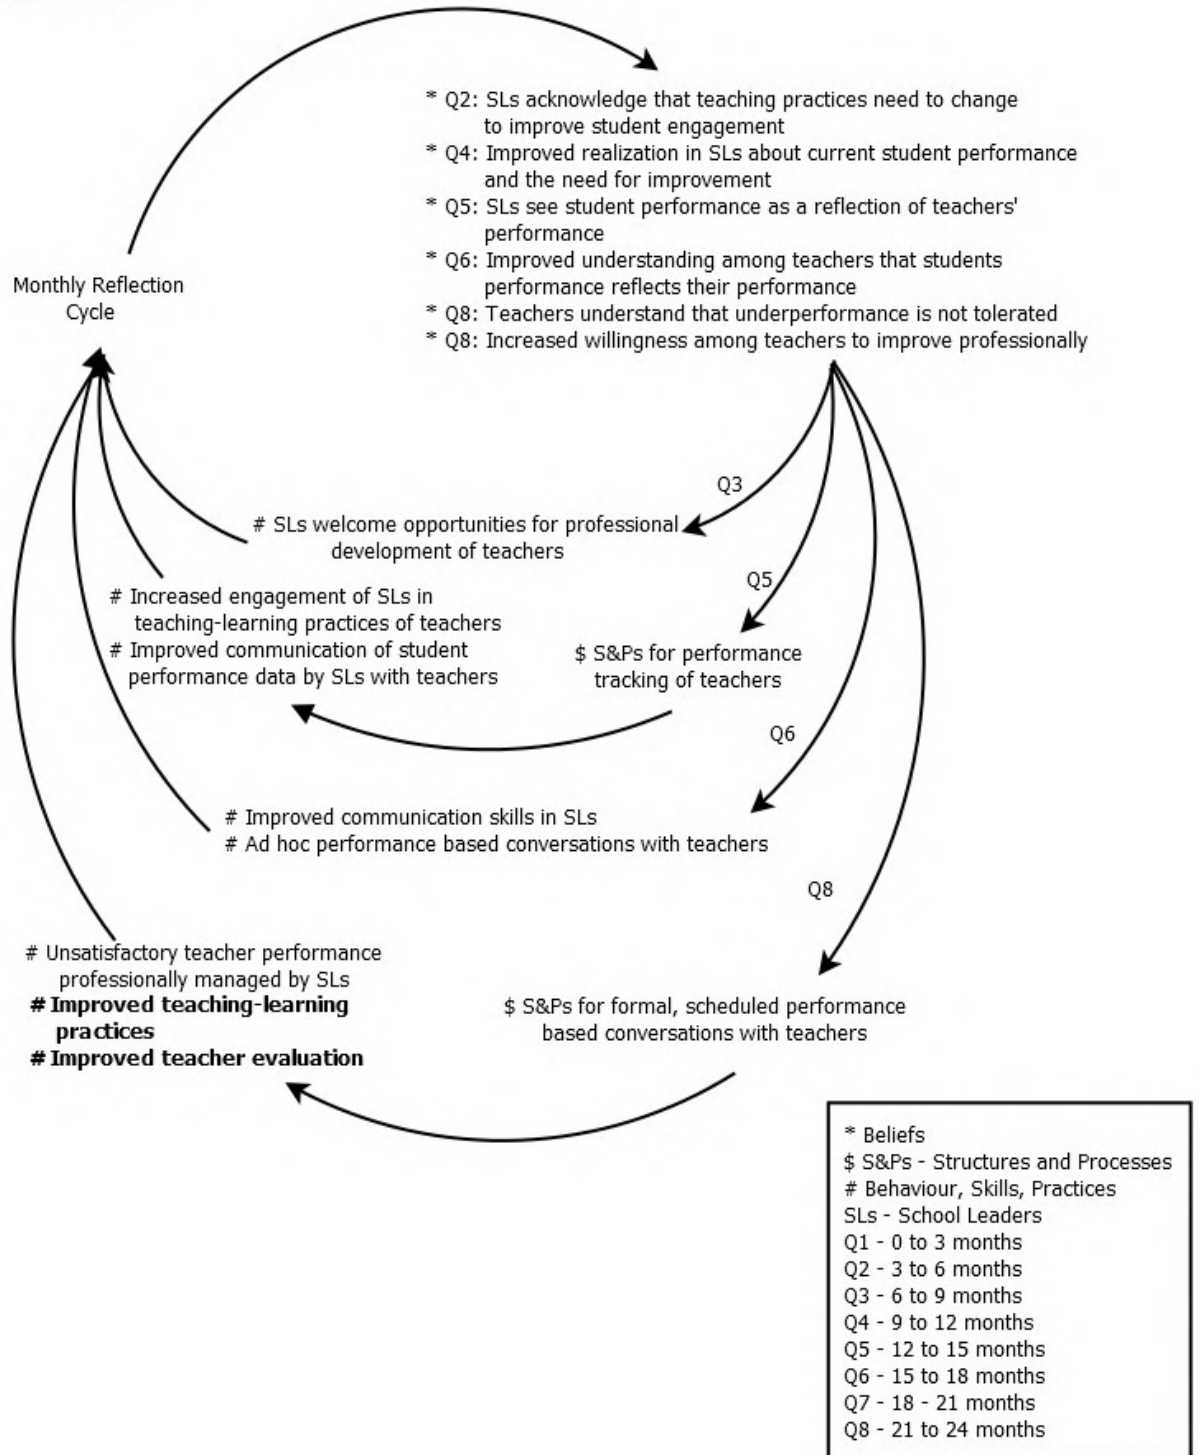 * Q2: SLs acknowledge that teaching practices need to change
to improve student engagement
* Q4: Improved realization in SLs about current student performance
and the need for improvement
* Q5: SLs see student performance as a reflection of teachers'
performance
* Q6: Improved understanding among teachers that students
performance reflects their performance
* Q8: Teachers understand that underperformance is not tolerated
* Q8: Increased willingness among teachers to improve professionally
Monthly Reflection
Cycle
Q3
# SLs welcome opportunities for professional
development of teachers
Q5
# Increased engagement of SLs in
teaching-learning practices of teachers
# Improved communication of student
performance data by SLs with teachers
$ S&Ps for performance
tracking of teachers
Q6
# Improved communication skills in SLs
# Ad hoc performance based conversations with teachers
Q8
# Unsatisfactory teacher performance
professionally managed by SLs
# Improved teaching-learning
practices
# Improved teacher evaluation
$ S&Ps for formal, scheduled performance
based conversations with teachers
* Beliefs
$ S&Ps - Structures and Processes
# Behaviour, Skills, Practices
SLs - School Leaders
Q1 - 0 to 3 months
Q2 - 3 to 6 months
Q3 - 6 to 9 months
Q4 - 9 to 12 months
Q5 - 12 to 15 months
Q6 - 15 to 18 months
Q7 - 18 - 21 months
Q8 - 21 to 24 months